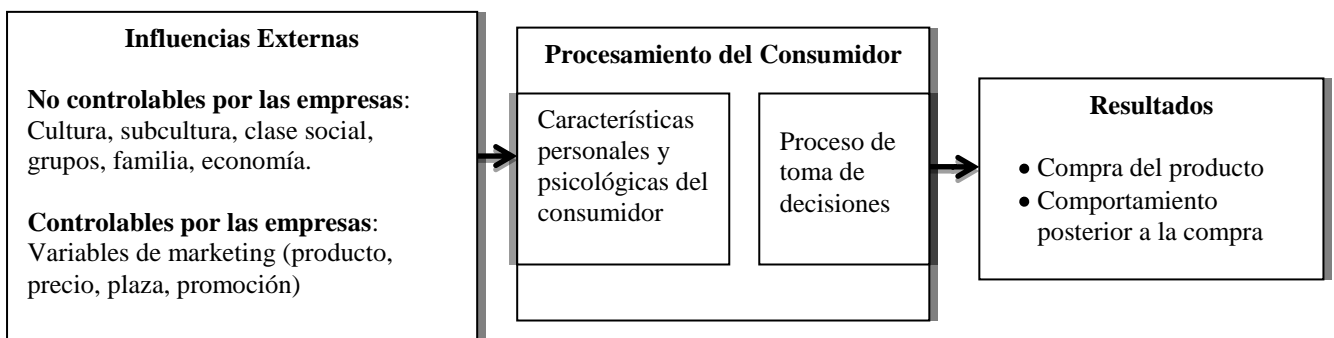 Influencias Externas
No controlables por las empresas:
Cultura, subcultura, clase social,
grupos, familia, economía.
Controlables por las empresas:
Variables de marketing (producto,
precio, plaza, promoción)
Procesamiento del Consumidor
Características
personales y
psicológicas del
consumidor
Proceso de
toma de
decisiones
Resultados
• Compra del producto
• Comportamiento
posterior a la compra